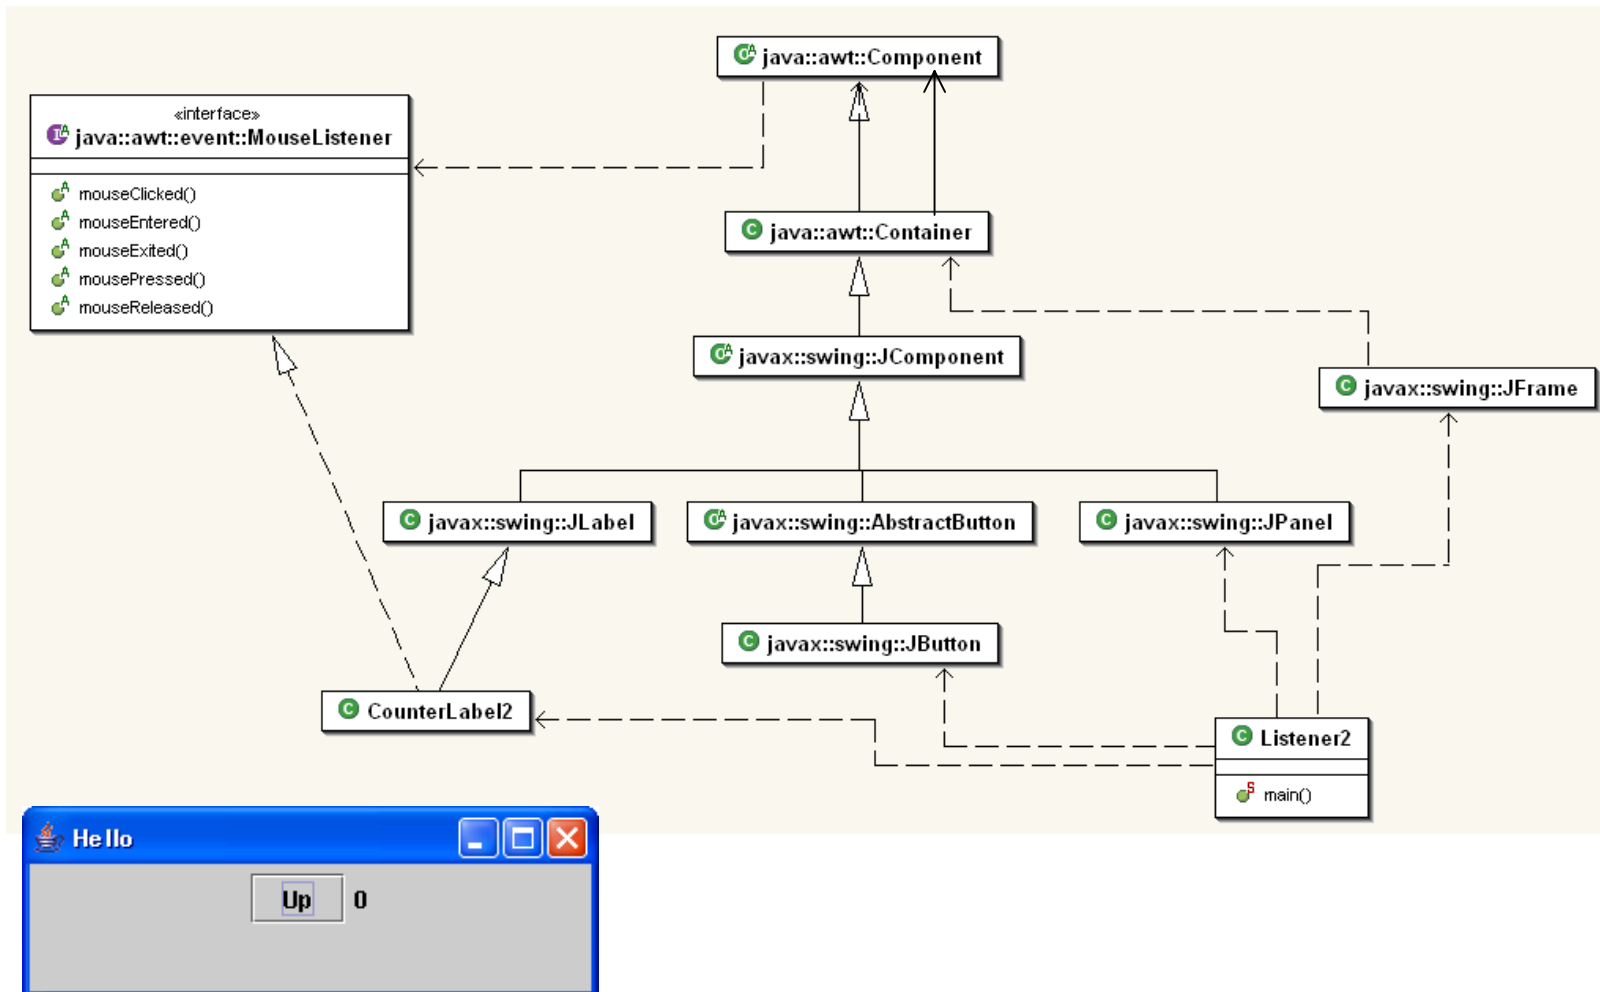 java::awt::Component
«interface»
java::awt::event::MouseListener
mouseClicked()
mouseEntered()
mouseExited()
mousePressed()
mouseReleased()
java::awt::Container
javax::swing::JComponent
javax::swing::JFrame
javax::swing::JLabel
javax::swing::AbstractButton
javax::swing::JPanel
javax::swing::JButton
CounterLabel2
Listener2
main()
Hello
Up 0